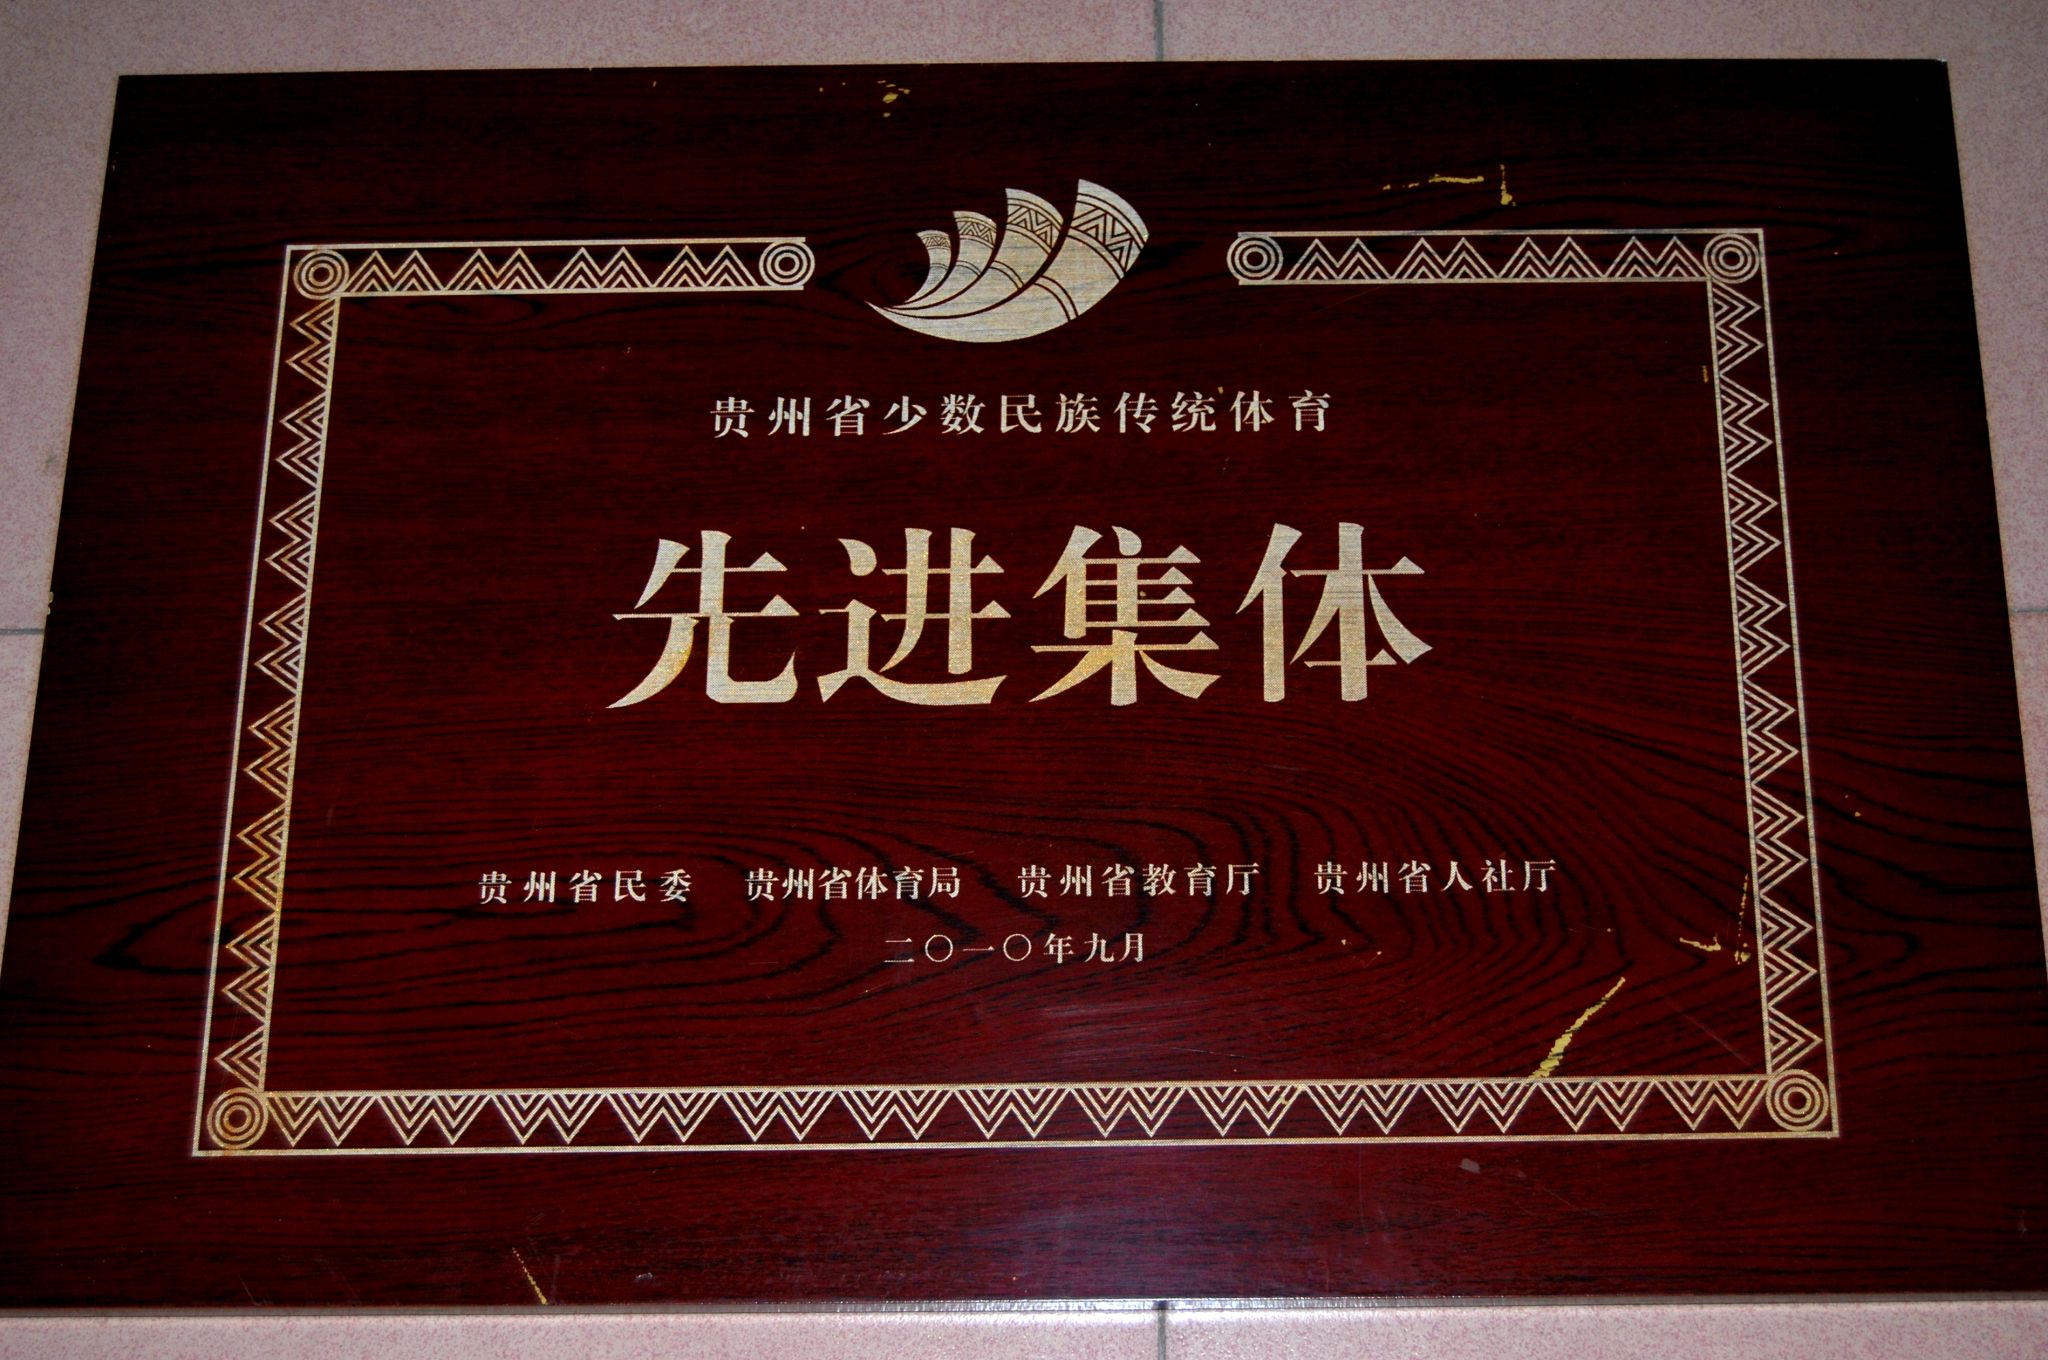 贵州省少数民族传统体育
先进集体
贵州省民委 贵州省体育局 贵州省教育厅 贵州省人社厅
二〇一〇年九月